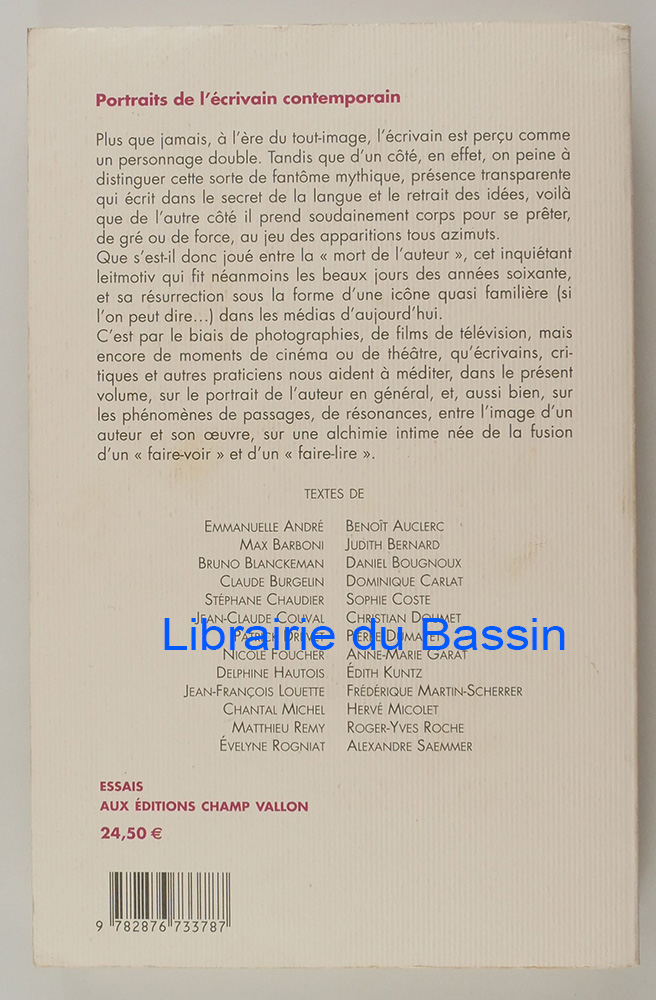 Portraits de l'écrivain contemporain
Plus que jamais, à l'ère du tout-image, l'écrivain est perçu comme
un personnage double. Tandis que d'un côté, en effet, on peine à
distinguer cette sorte de fantôme mythique, présence transparente
qui écrit dans le secret de la langue et le retrait des idées, voilà
que de l'autre côté il prend soudainement corps pour se prêter,
de gré ou de force, au jeu des apparitions tous azimuts.
Que s'est-il donc joué entre la « mort de l'auteur », cet inquiétant
leitmotiv qui fit néanmoins les beaux jours des années soixante,
et sa résurrection sous la forme d'une icône quasi familière (si
l'on peut dire...) dans les médias d'aujourd'hui.
C'est par le biais de photographies, de films de télévision, mais
encore de moments de cinéma ou de théâtre, qu'écrivains, cri-
tiques et autres praticiens nous aident à méditer, dans le présent
volume, sur le portrait de l'auteur en général, et, aussi bien, sur
les phénomènes de passages, de résonances, entre l'image d'un
auteur et son œuvre, sur une alchimie intime née de la fusion
d'un « faire-voir » et d'un « faire-lire ».
TEXTES DE
EMMANUELLE ANDRÉ BENOÎT AUCLERC
MAX BARBONI JUDITH BERNARD
BRUNO BLANCKEMAN DANIEL BOUGNOUX
CLAUDE BURGELIN DOMINIQUE CARLAT
STÉPHANE CHAUDIER SOPHIE COSTE
JEAN-CLAUDE COUVAL CHRISTIAN DOUMET
PATRICK DREVET PIERRE DUMAYET
Librairie du Bassin
NICOLE FOUCHER ANNE-MARIE GARAT
DELPHINE HAUTOIS ÉDITH KUNTZ
JEAN-FRANÇOIS LOUETTE FRÉDÉRIQUE MARTIN-SCHERRER
CHANTAL MICHEL HERVÉ MICOLET
MATTHIEU REMY ROGER-YVES ROCHE
ÉVELYNE ROGNIAT ALEXANDRE SAEMMER
ESSAIS
AUX ÉDITIONS CHAMP VALLON
24,50 €
9 782876 733787